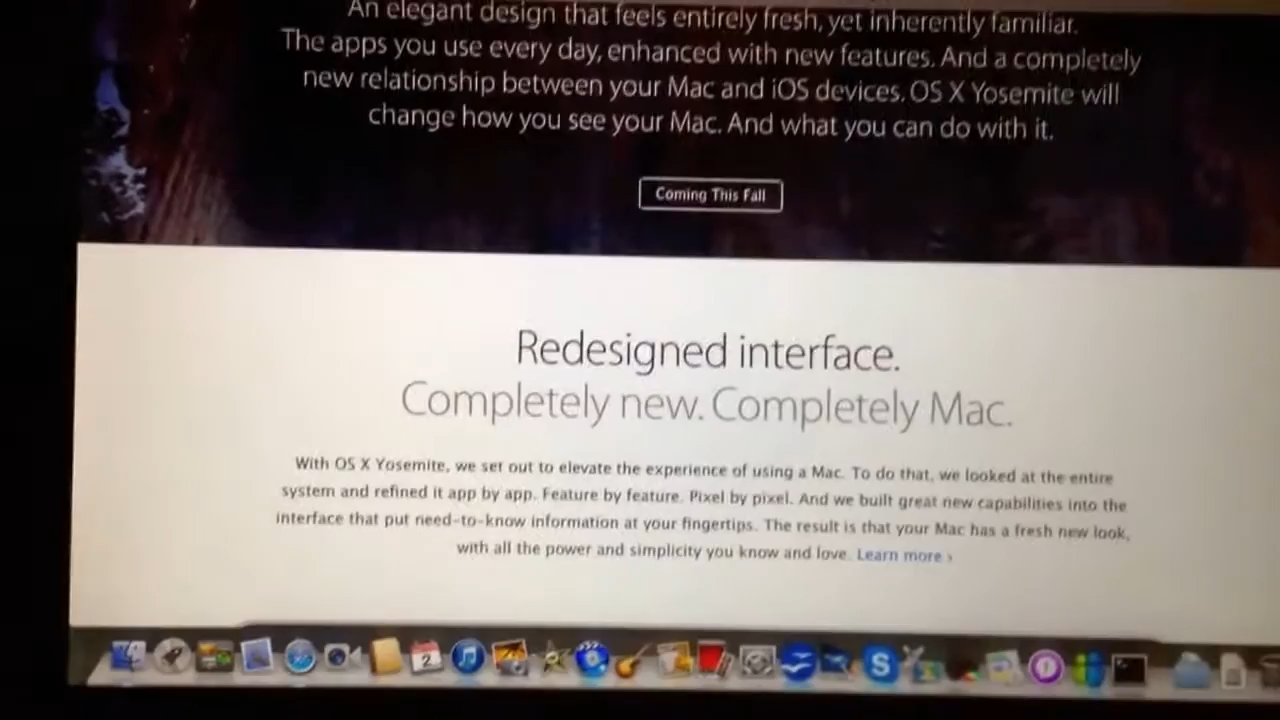 An elegant design that feels entirely fresh, yet inherently familiar.
The apps you use every day, enhanced with new features. And a completely
new relationship between your Mac and iOS devices. OS X Yosemite will
change how you see your Mac. And what you can do with it.
Coming This Fall
Redesigned interface.
Completely new. Completely Mac.
With OS X Yosemite, we set out to elevate the experience of using a Mac. To do that, we looked at the entire
system and refined it app by app. Feature by feature. Pixel by pixel. And we built great new capabilities into the
interface that put need-to-know information at your fingertips. The result is that your Mac has a fresh new look,
with all the power and simplicity you know and love. Learn more ›
2
S